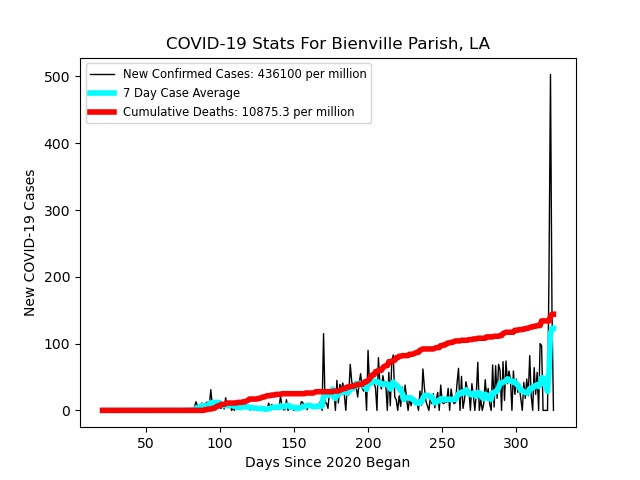 COVID-19 Stats For Bienville Parish, LA
New Confirmed Cases: 436100 per million
7 Day Case Average
Cumulative Deaths: 10875.3 per million
New COVID-19 Cases
500
400
300
200
100
0
50 100 150 200 250 300
Days Since 2020 Began